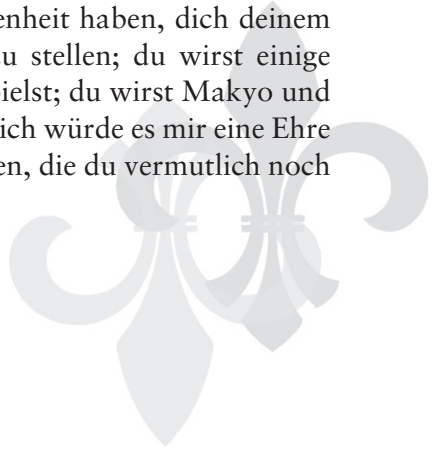 enheit haben, dich deinem
u stellen; du wirst einige
ielst; du wirst Makyo und
ich würde es mir eine Ehre
en, die du vermutlich noch